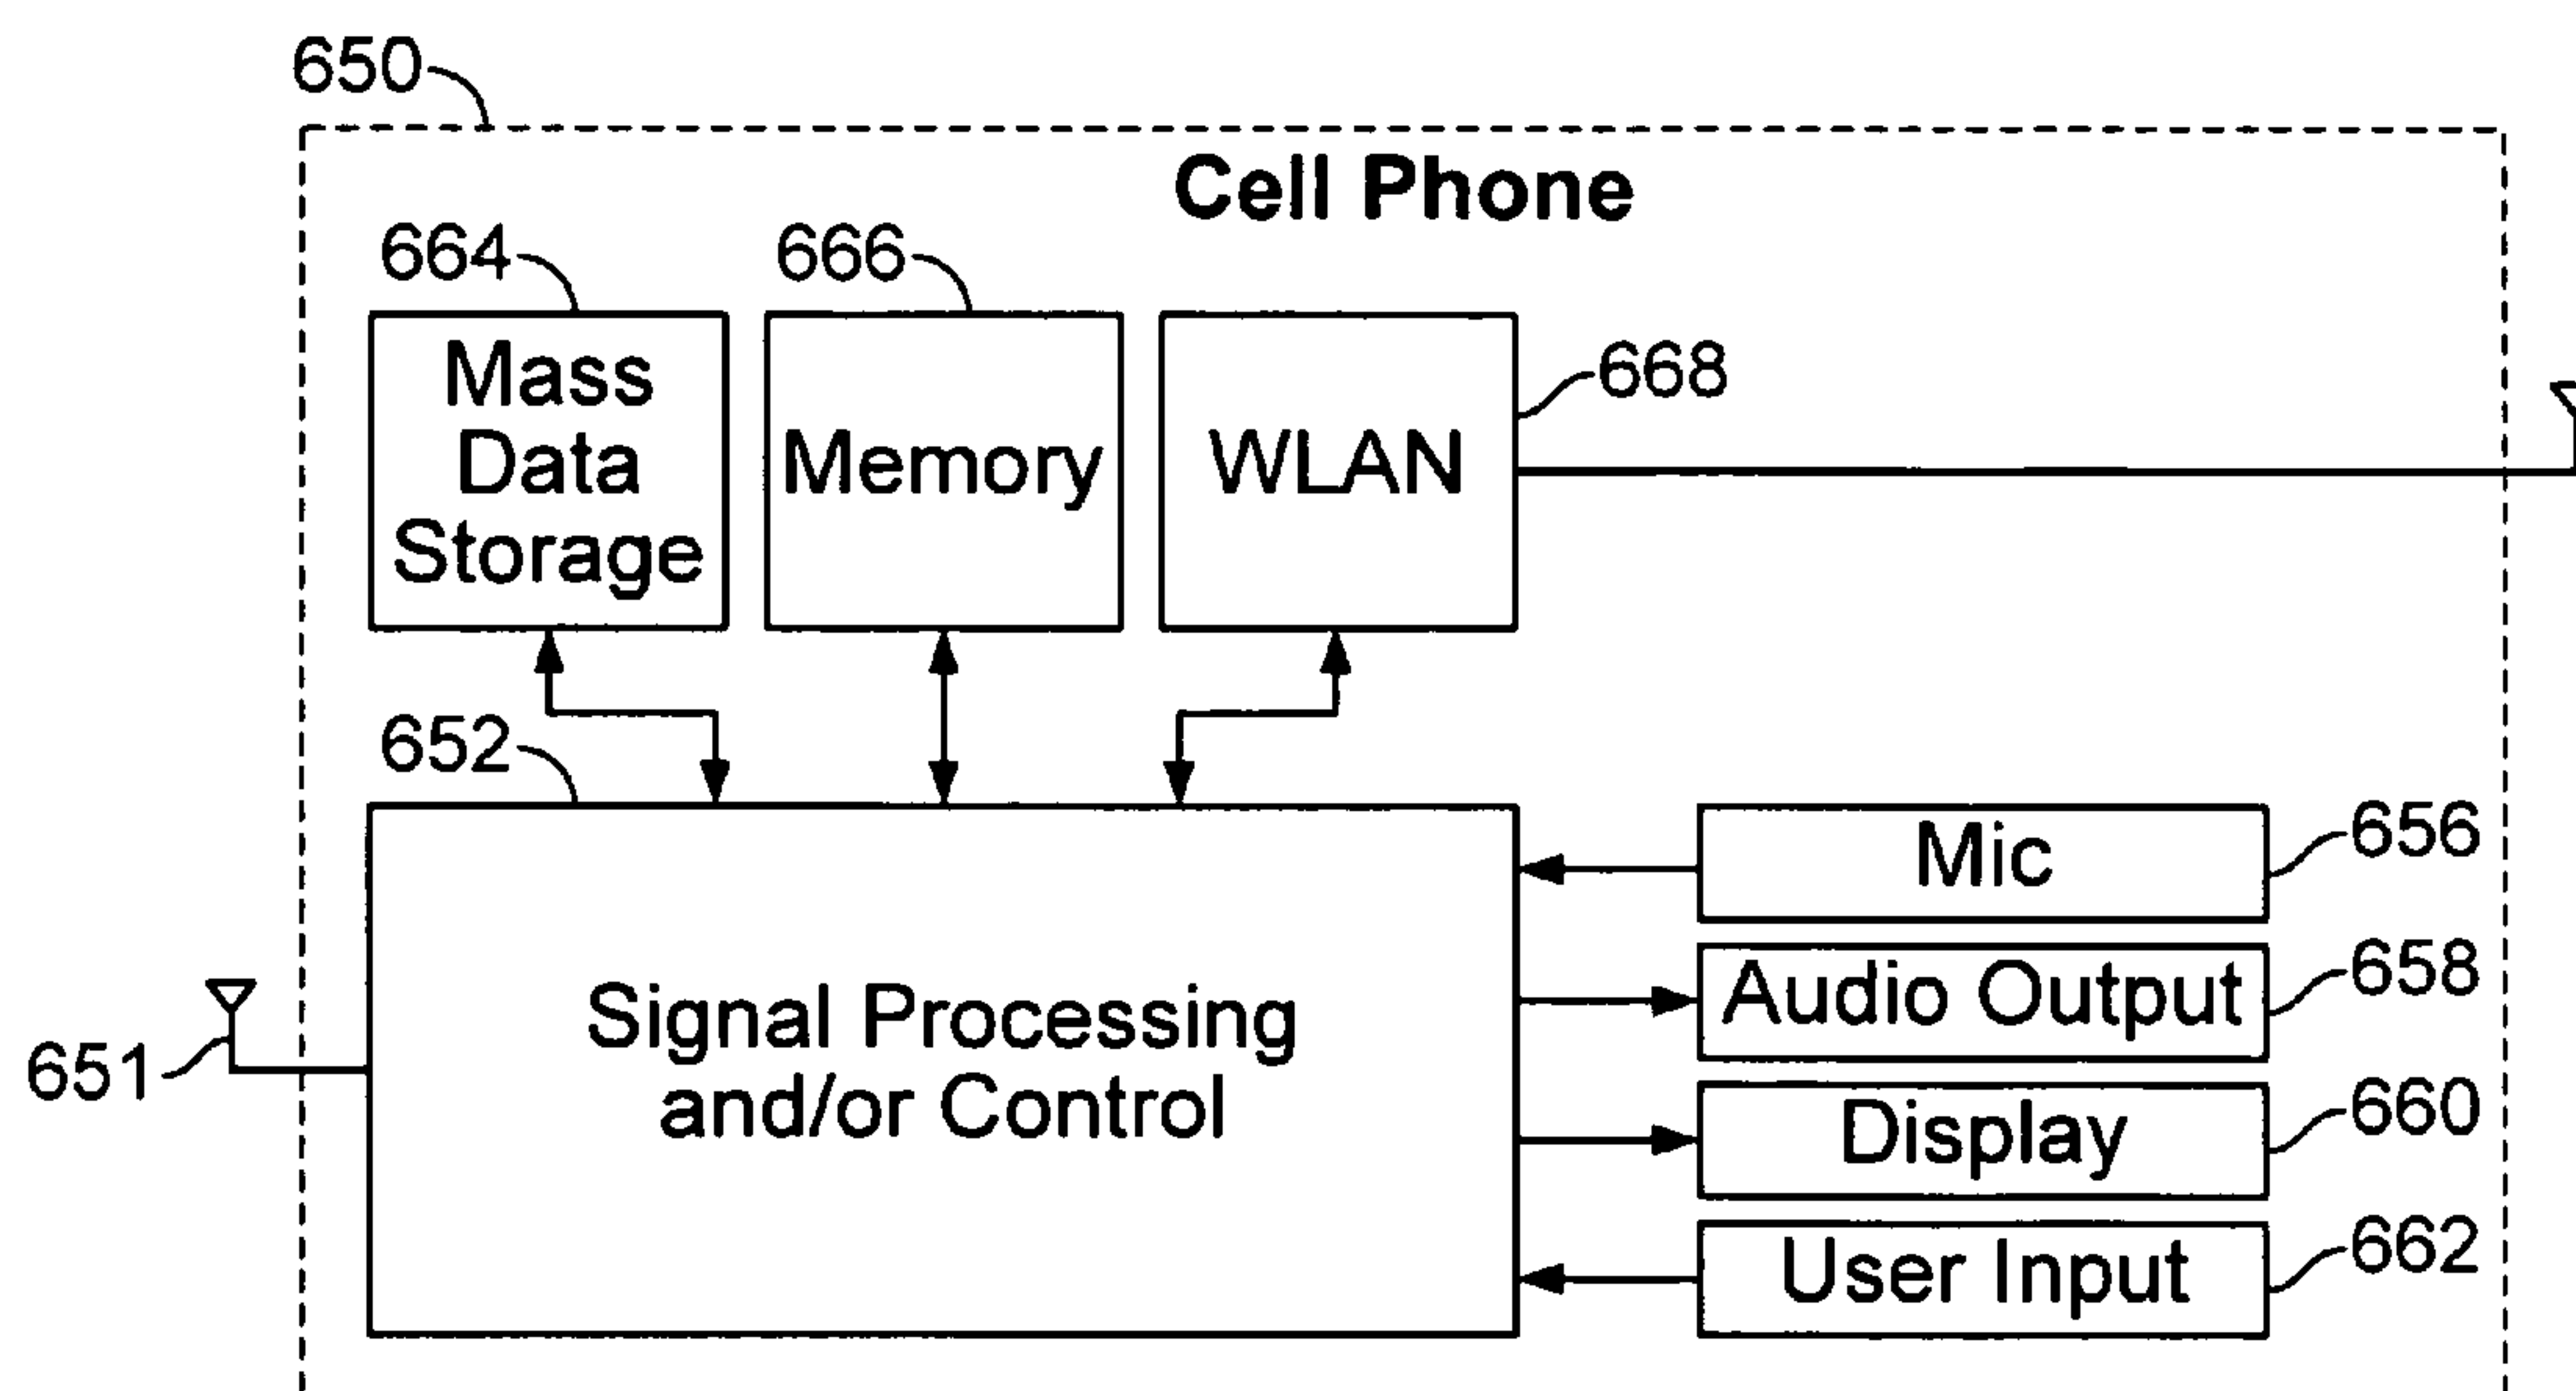 650
Cell Phone
664
666
668
Mass
Data
Storage
Memory
WLAN
652
Mic
656
Audio Output
658
651
Signal Processing
and/or Control
Display
660
User Input
662